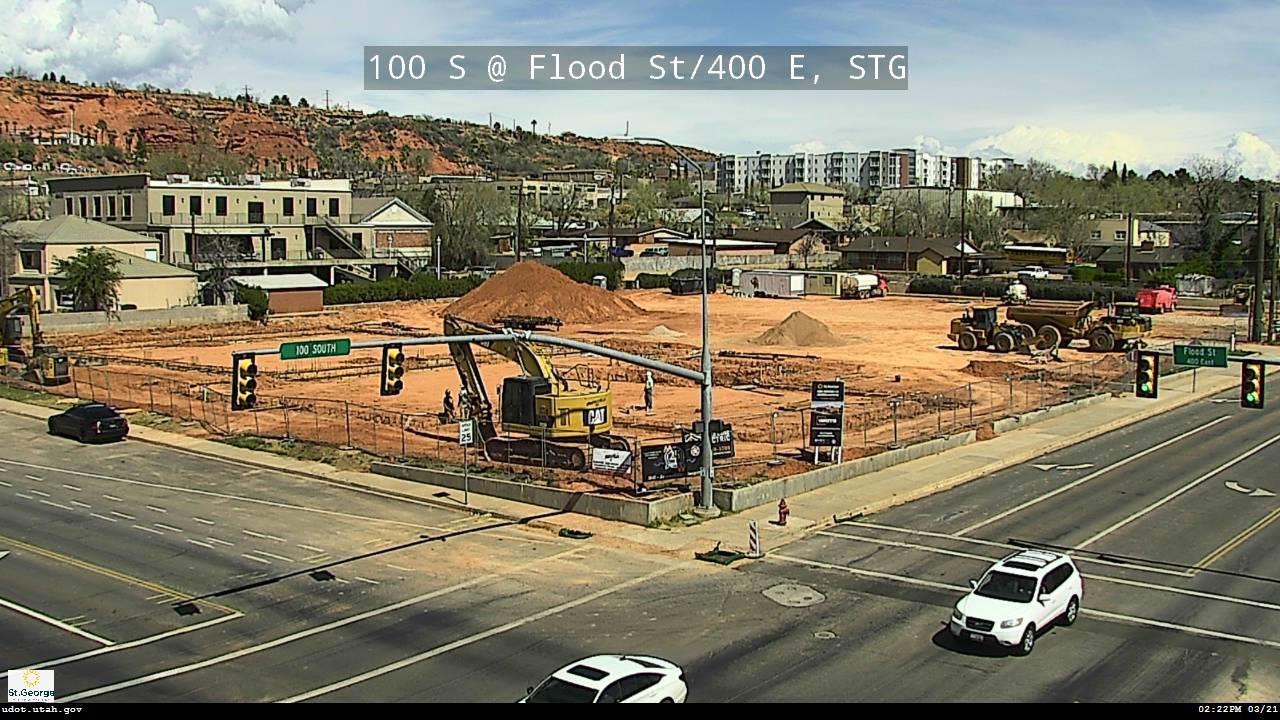 100 S @ Flood St/400 E, STG
100 SOUTH
Flood St
400 East
CAT
25
St.George
udot.utah.gov
02:22PM 03/21